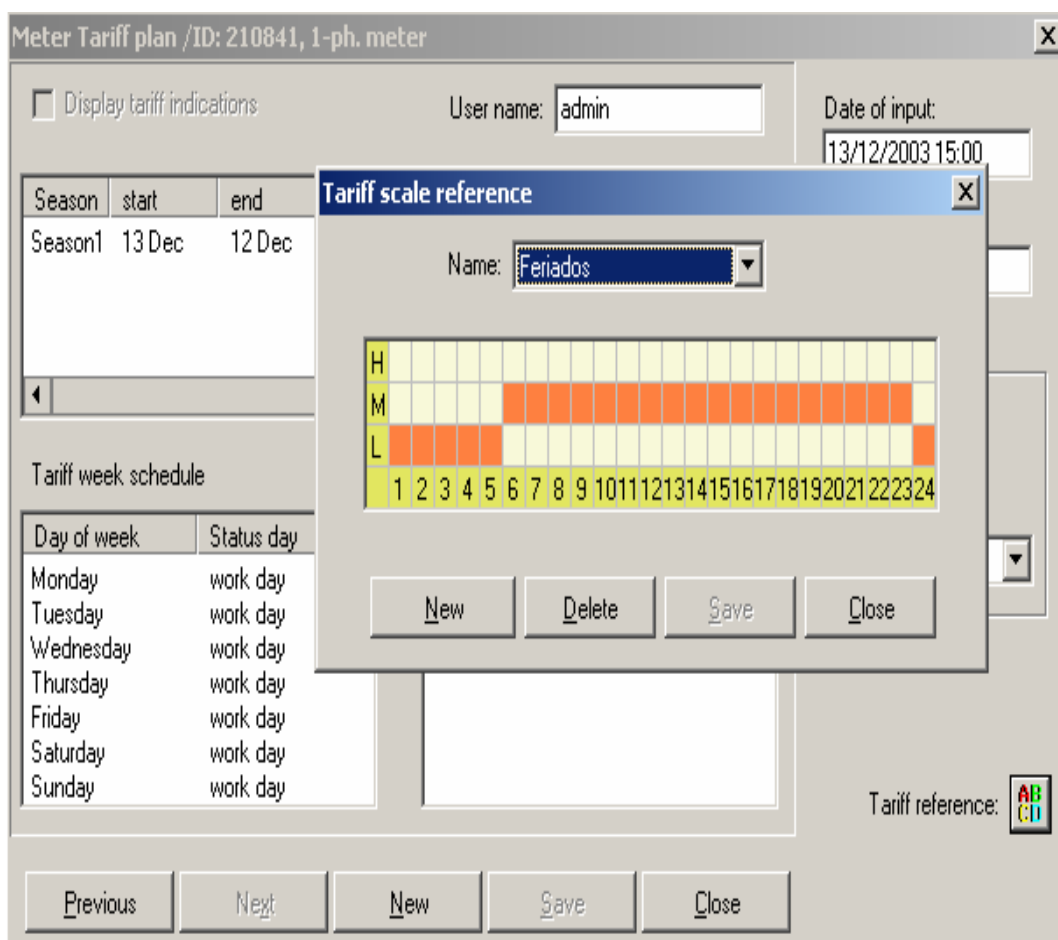 Meter Tariff plan /ID: 210841, 1-ph. meter
Display tariff indications
User name: admin
Date of input:
13/12/2003 15:00
Season start end
Season1 13 Dec 12 Dec
Tariff scale reference
Name: Feriados
H
M
L
1 2 3 4 5 6 7 8 9 10 11 12 13 14 15 16 17 18 19 20 21 22 23 24
New Delete Save Close
Tariff week schedule
Day of week Status day
Monday work day
Tuesday work day
Wednesday work day
Thursday work day
Friday work day
Saturday work day
Sunday work day
Tariff reference: AB
CD
Previous Next New Save Close